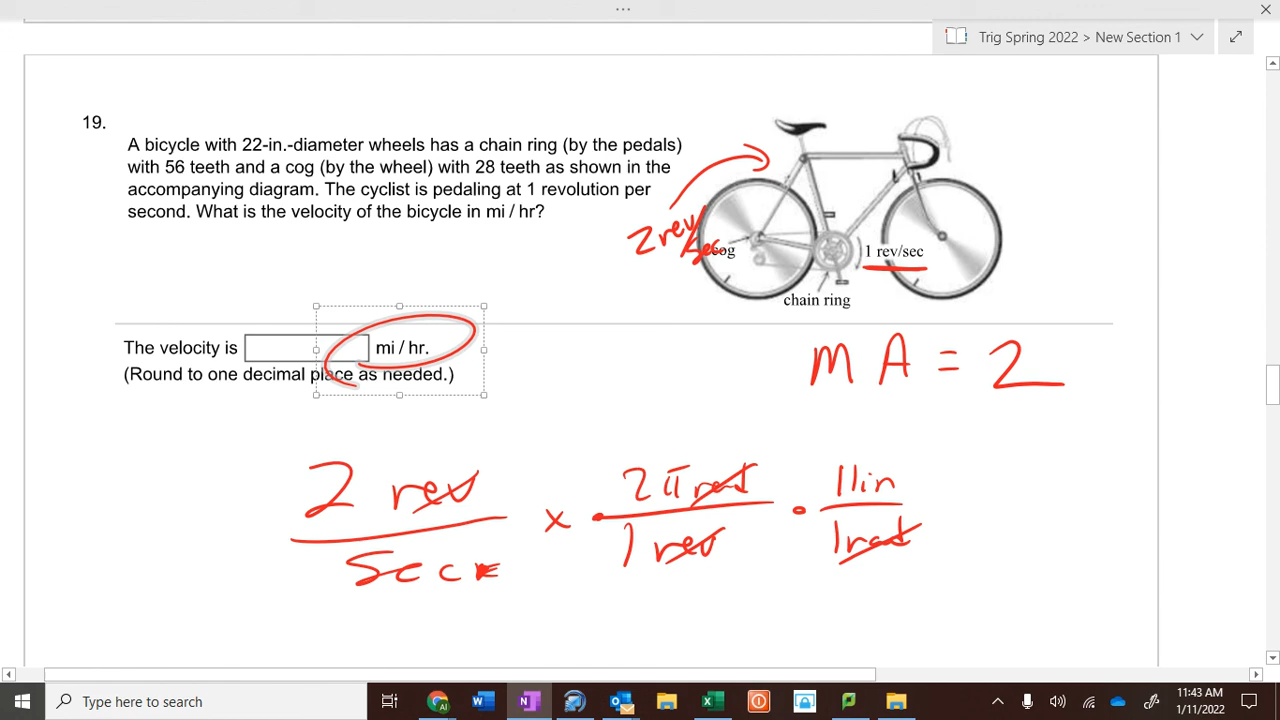 Trig Spring 2022 > New Section 1
19.
A bicycle with 22-in.-diameter wheels has a chain ring (by the pedals)
with 56 teeth and a cog (by the wheel) with 28 teeth as shown in the
accompanying diagram. The cyclist is pedaling at 1 revolution per
second. What is the velocity of the bicycle in mi / hr?
2 rev/sec
cog
1 rev/sec
chain ring
The velocity is mi / hr.
(Round to one decimal place as needed.)
MA = 2
2 rev × 2π rad · 11in
sec 1 rev 1rad
Type here to search
11:43 AM
1/11/2022